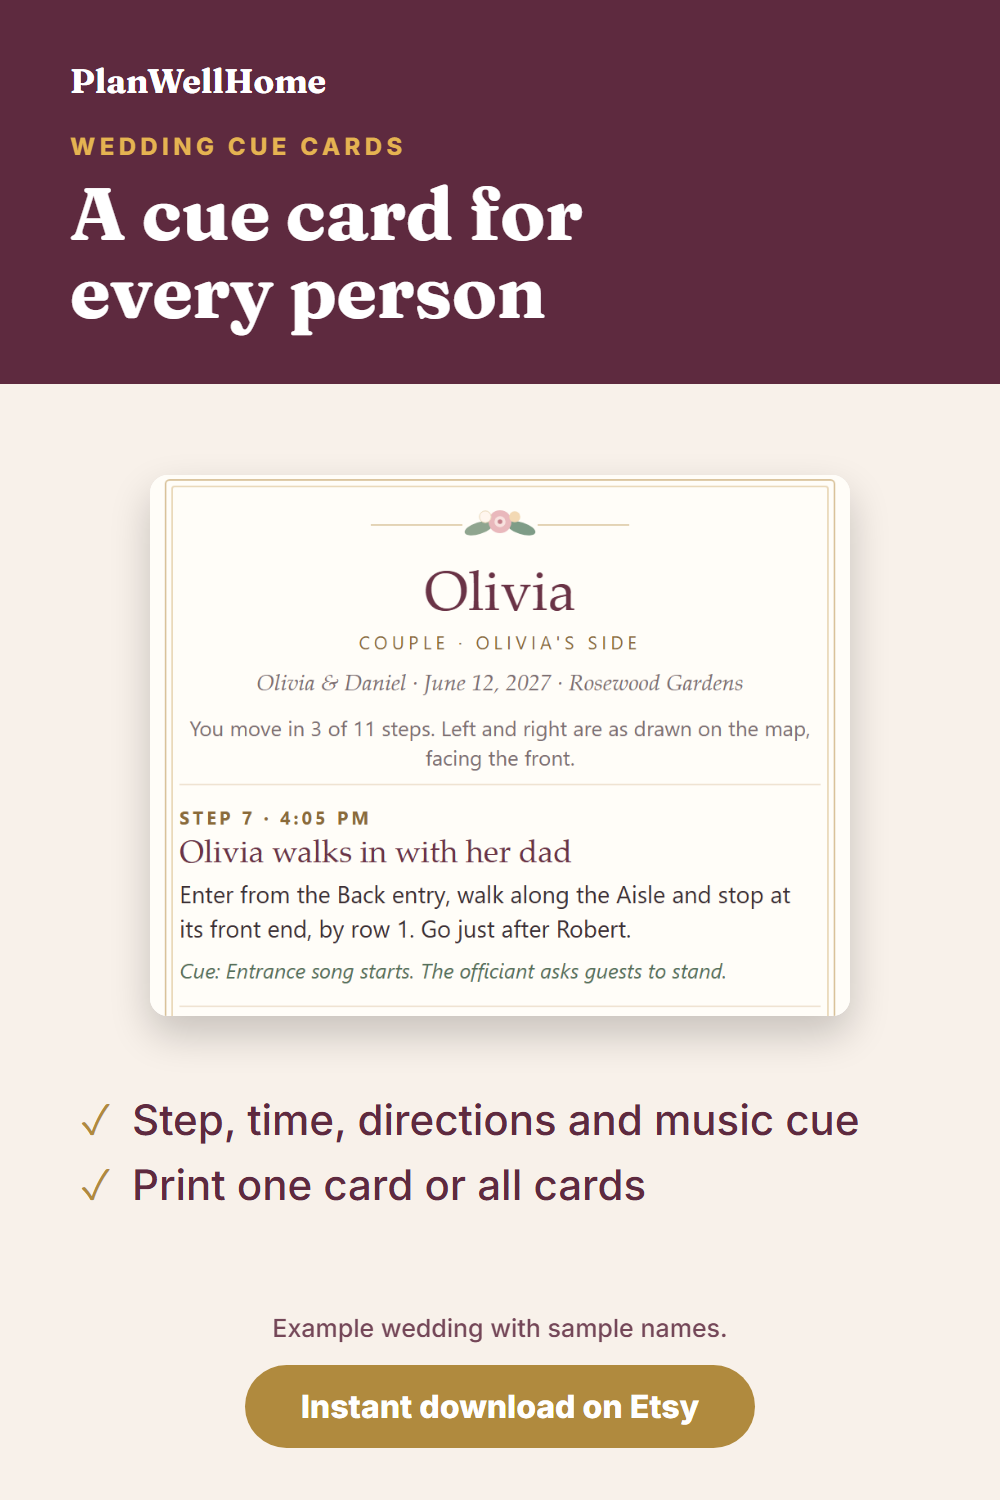 PlanWellHome
WEDDING CUE CARDS
A cue card for
every person
Olivia
COUPLE · OLIVIA'S SIDE
Olivia & Daniel · June 12, 2027 · Rosewood Gardens
You move in 3 of 11 steps. Left and right are as drawn on the map,
facing the front.
STEP 7 · 4:05 PM
Olivia walks in with her dad
Enter from the Back entry, walk along the Aisle and stop at
its front end, by row 1. Go just after Robert.
Cue: Entrance song starts. The officiant asks guests to stand.
✓ Step, time, directions and music cue
✓ Print one card or all cards
Example wedding with sample names.
Instant download on Etsy